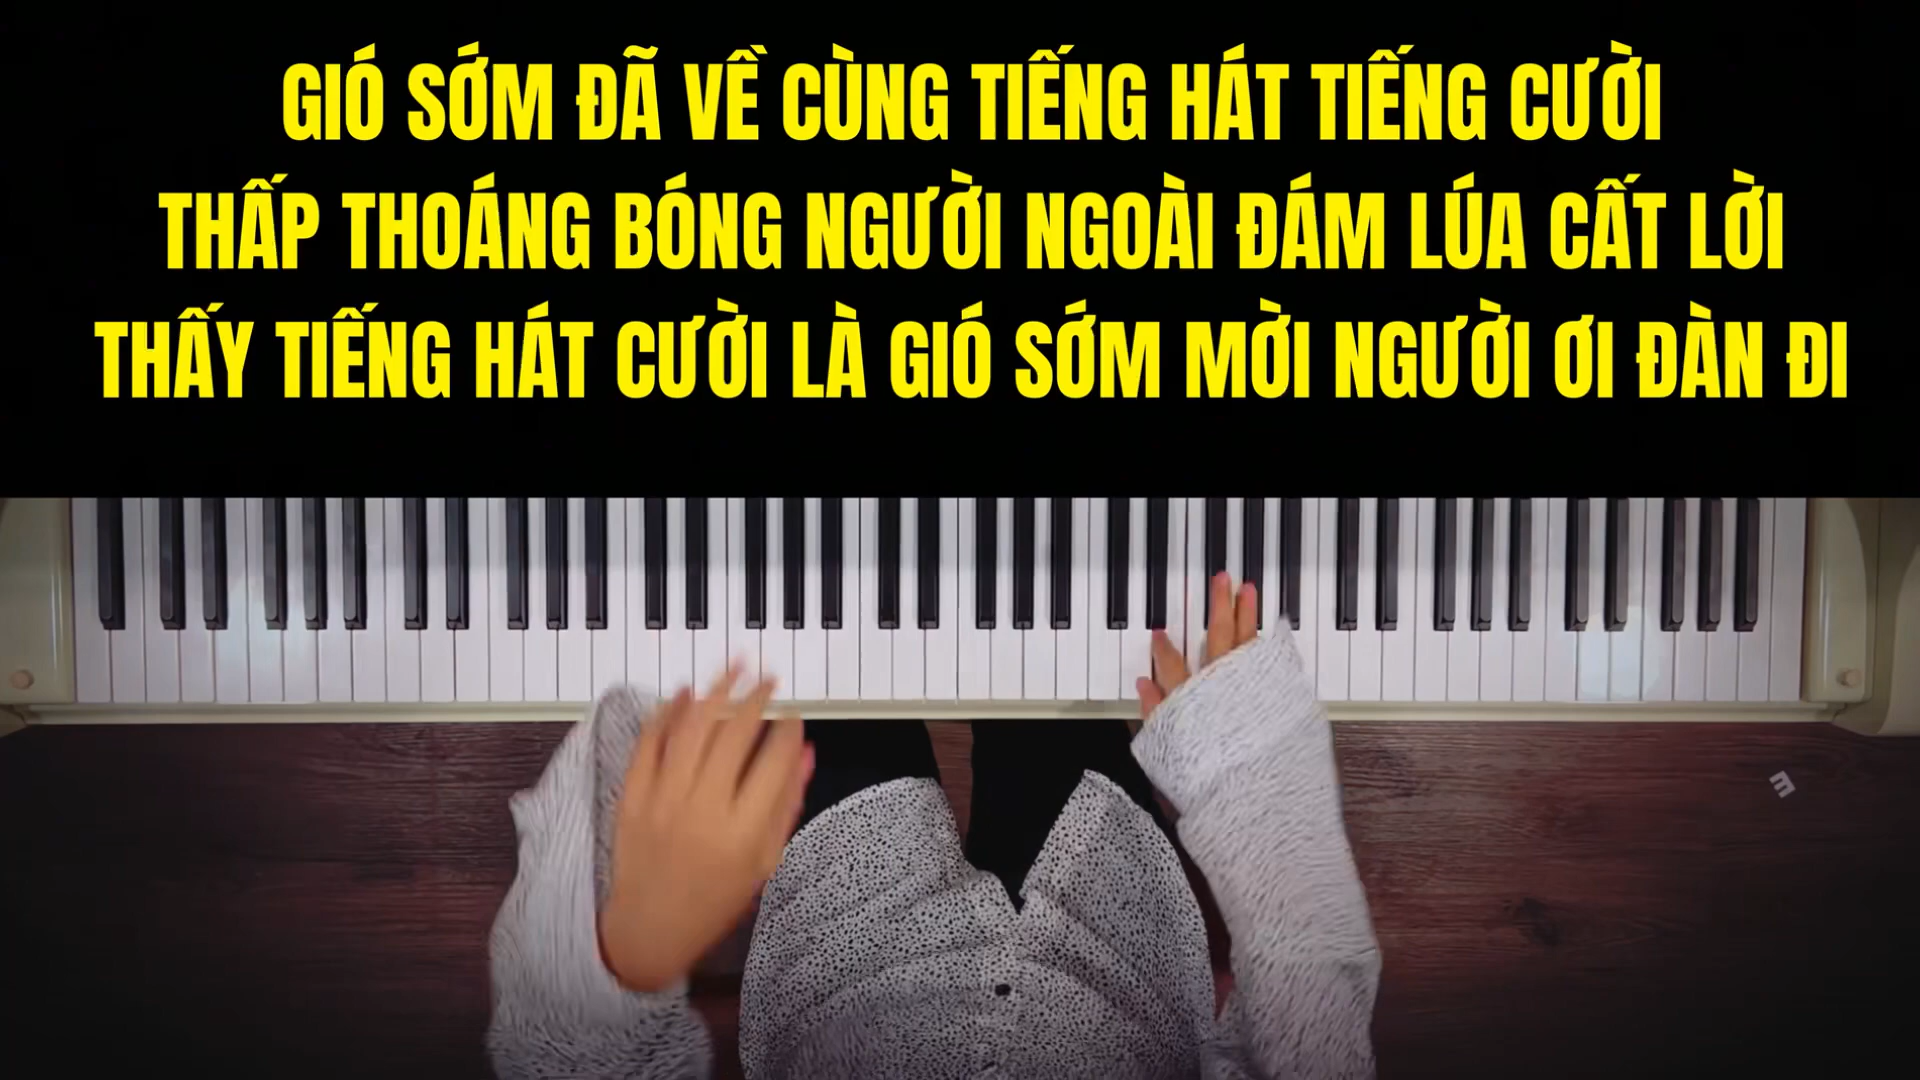 GIÓ SỚM ĐÃ VỀ CÙNG TIẾNG HÁT TIẾNG CƯỜI
THẤP THOÁNG BÓNG NGƯỜI NGOÀI ĐÁM LÚA CẤT LỜI
THẤY TIẾNG HÁT CƯỜI LÀ GIÓ SỚM MỜI NGƯỜI ƠI ĐÀN ĐI